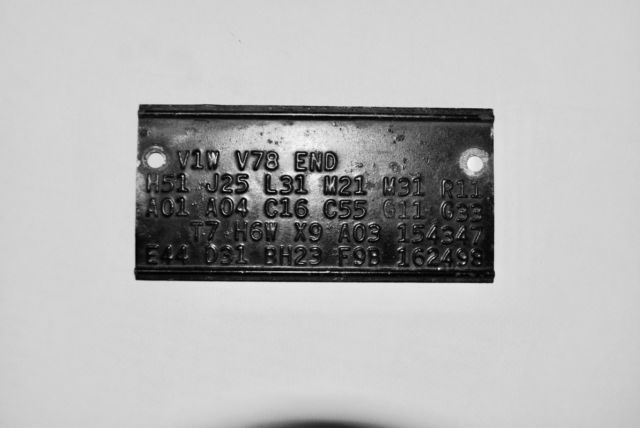 V1W V78 END
H51 J25 L31 M21 M31 R11
A01 A04 C16 C55 G11 G33
T7 H6W X9 A03 154347
E44 D31 BH23 F9B 162498